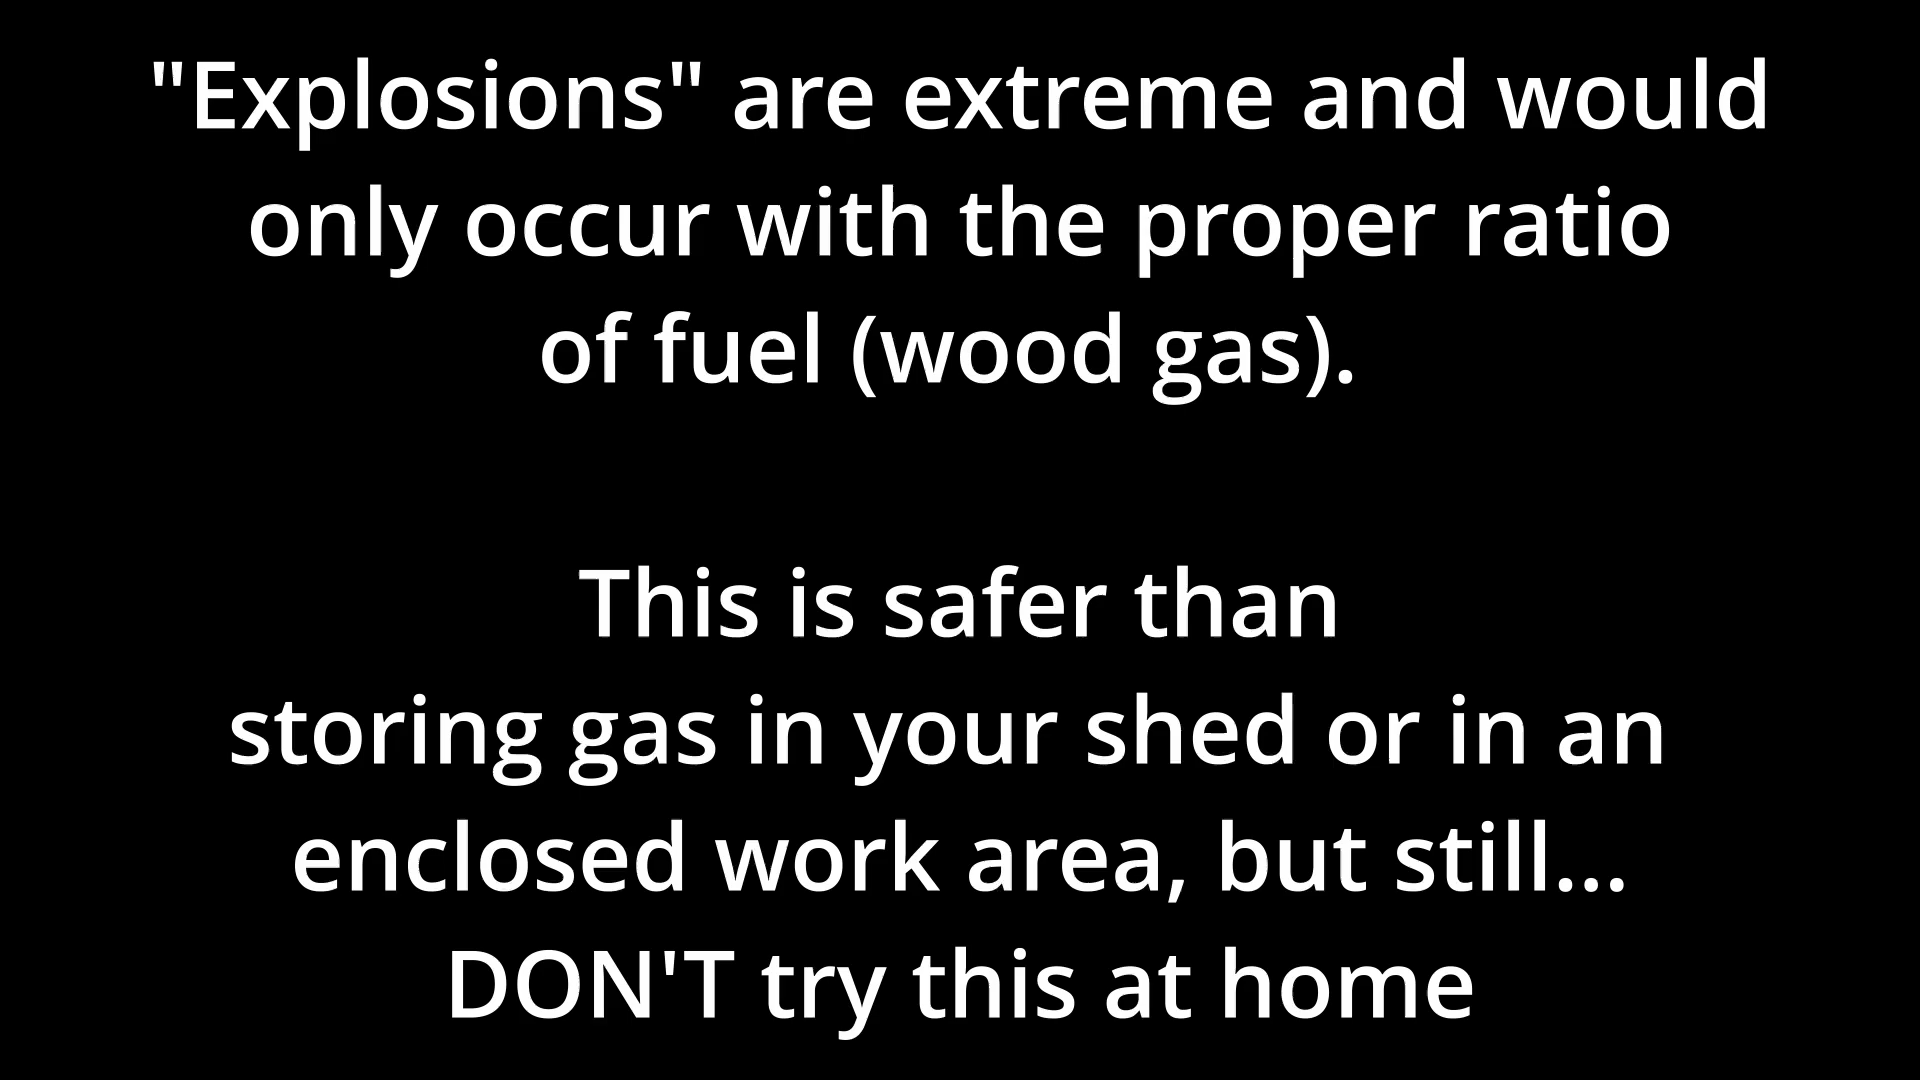 "Explosions" are extreme and would
only occur with the proper ratio
of fuel (wood gas).
This is safer than
storing gas in your shed or in an
enclosed work area, but still...
DON'T try this at home